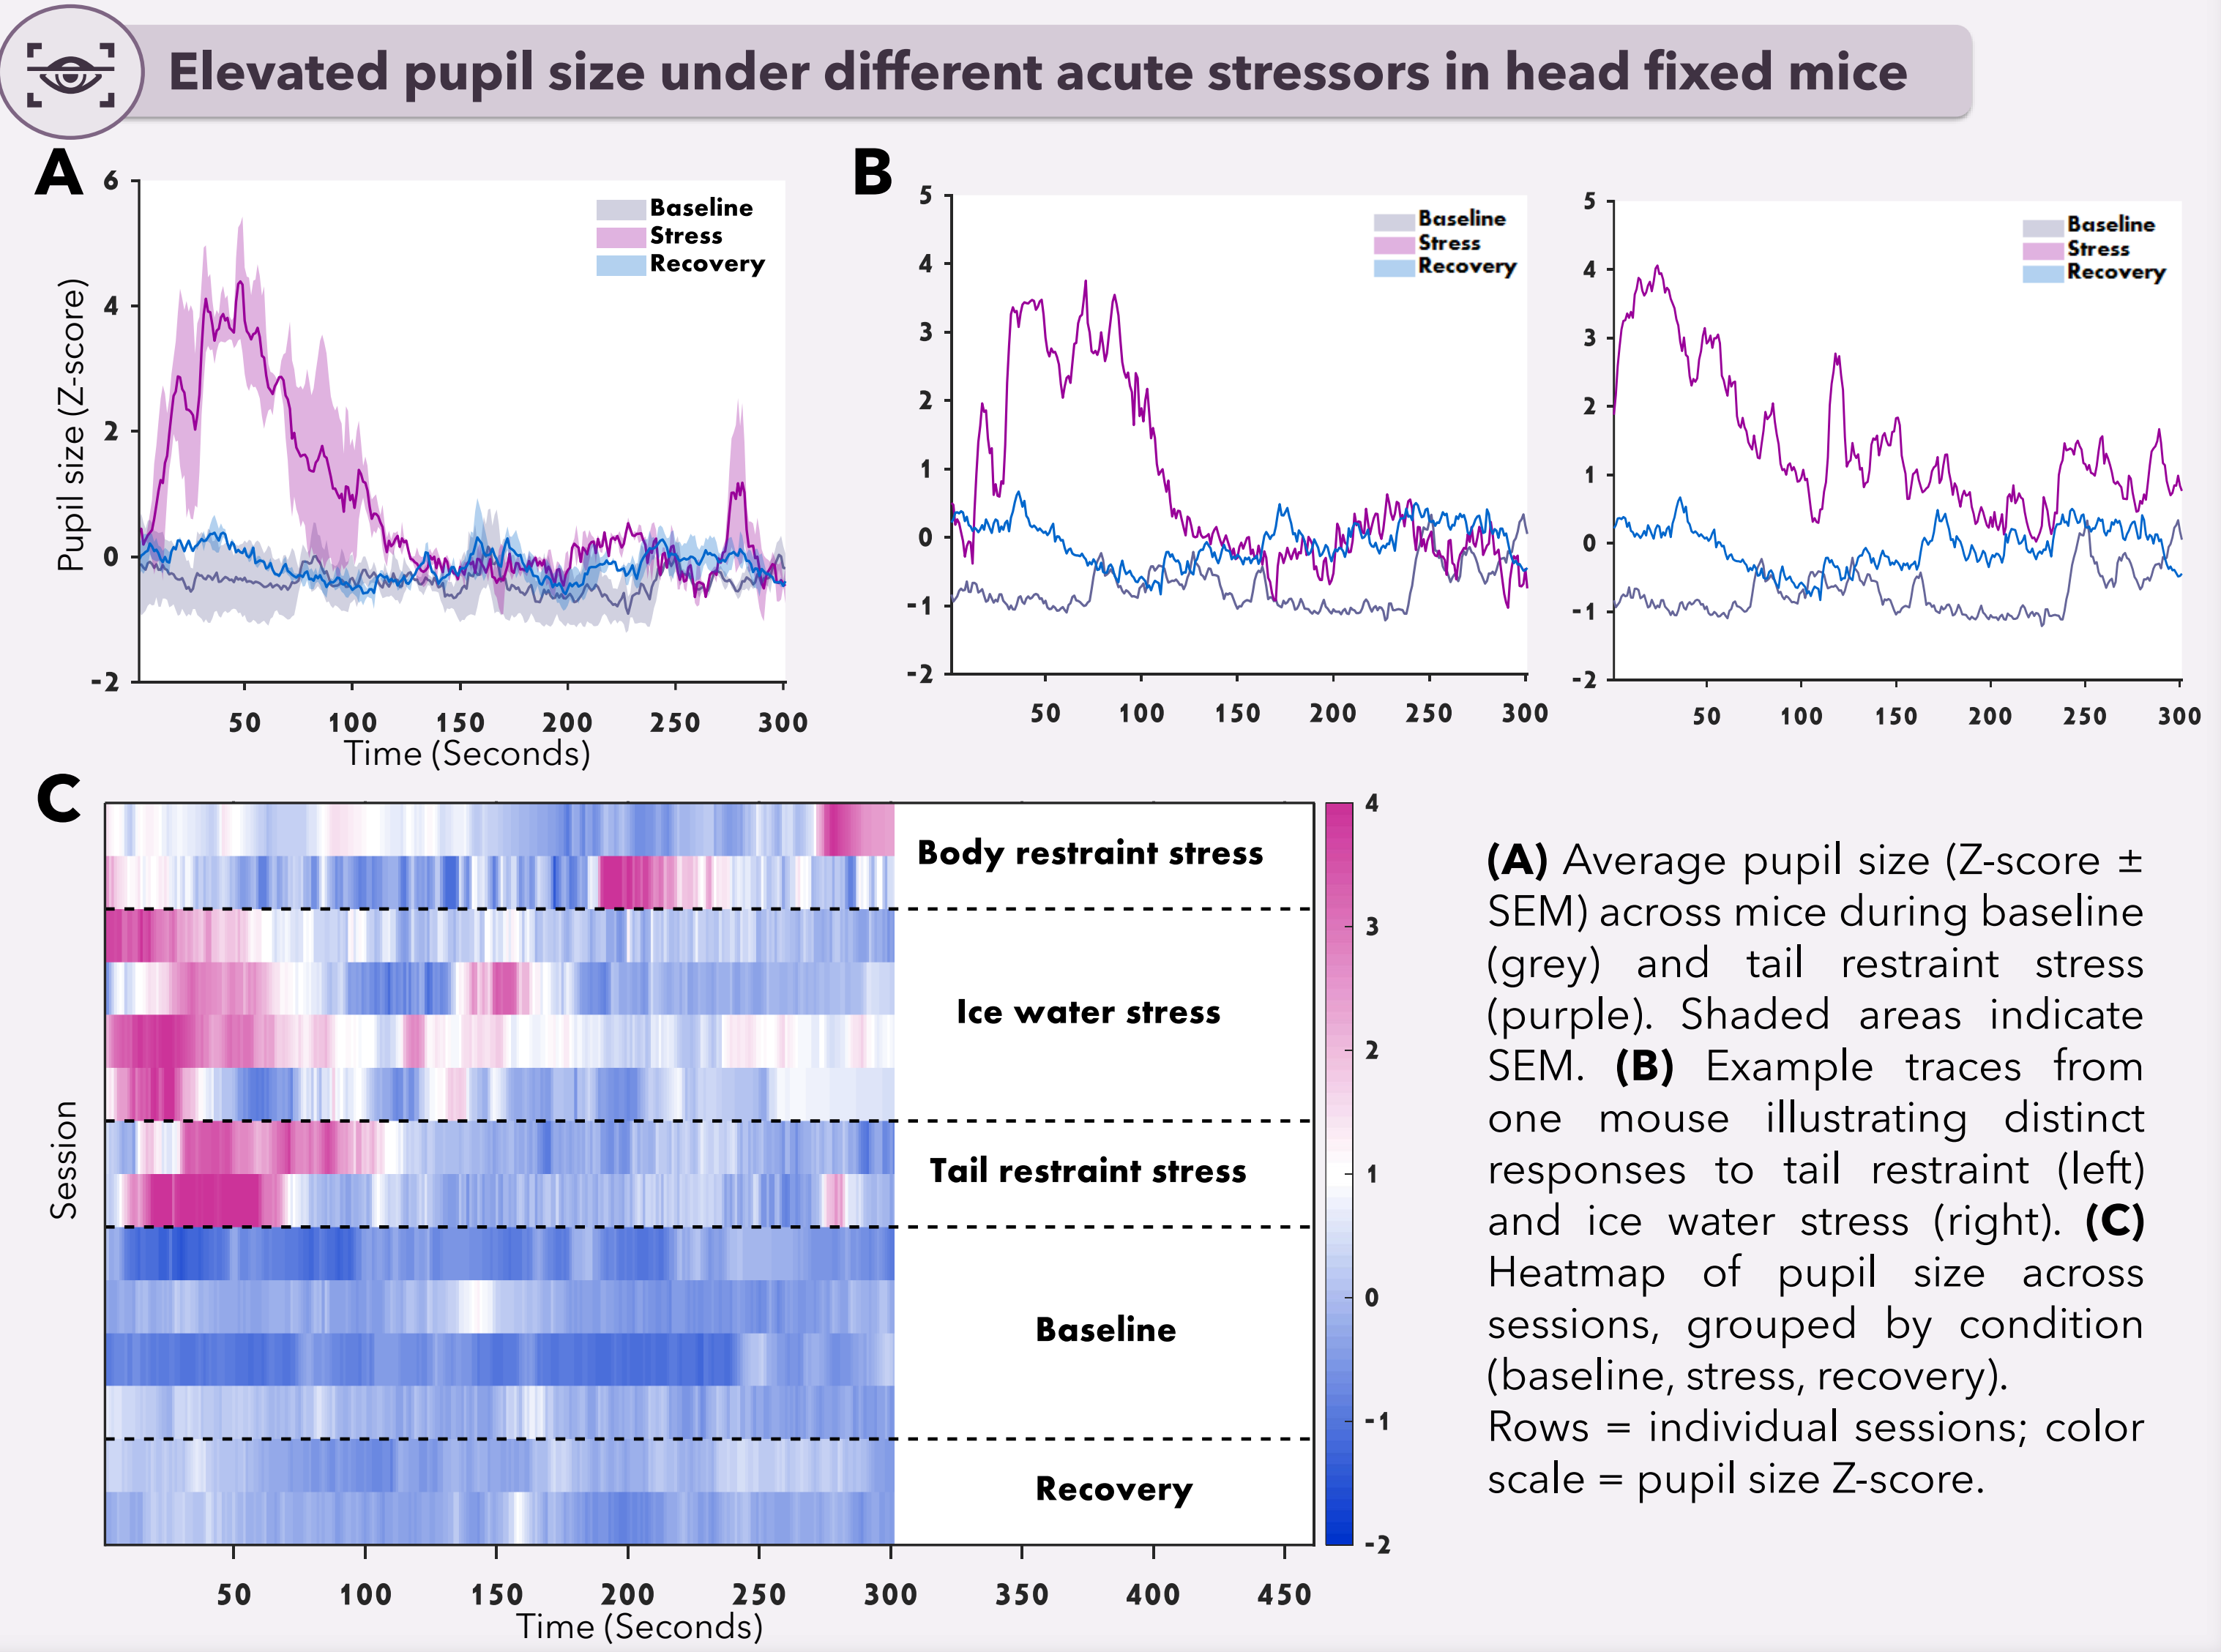 Elevated pupil size under different acute stressors in head fixed mice
A
6
4
2
0
-2
Pupil size (Z-score)
Baseline
Stress
Recovery
50 100 150 200 250 300
Time (Seconds)
B
5
4
3
2
1
0
-1
-2
Baseline
Stress
Recovery
50 100 150 200 250 300
5
4
3
2
1
0
-1
-2
Baseline
Stress
Recovery
50 100 150 200 250 300
C
Session
Body restraint stress
Ice water stress
Tail restraint stress
Baseline
Recovery
50 100 150 200 250 300 350 400 450
Time (Seconds)
4
3
2
1
0
-1
-2
(A) Average pupil size (Z-score ±
SEM) across mice during baseline
(grey) and tail restraint stress
(purple). Shaded areas indicate
SEM. (B) Example traces from
one mouse illustrating distinct
responses to tail restraint (left)
and ice water stress (right). (C)
Heatmap of pupil size across
sessions, grouped by condition
(baseline, stress, recovery).
Rows = individual sessions; color
scale = pupil size Z-score.